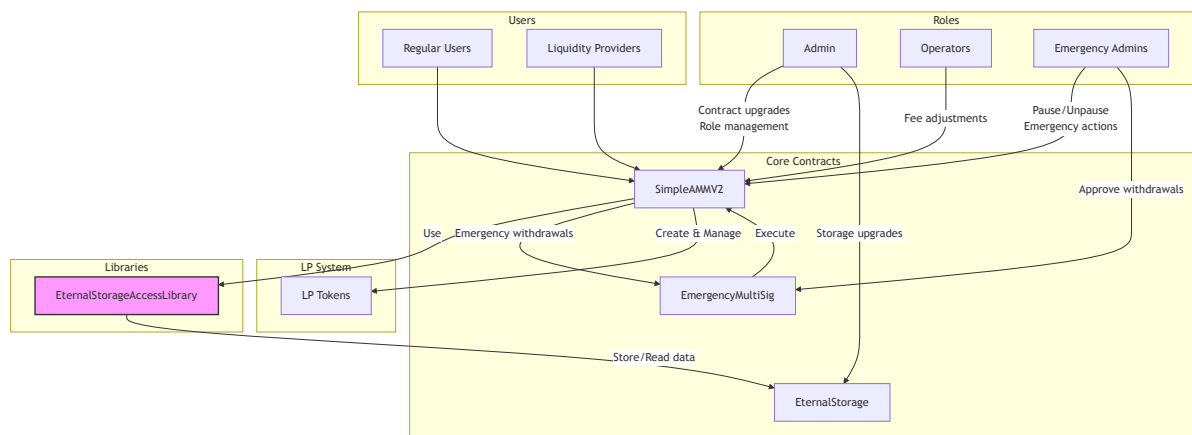 Users
Roles
Regular Users
Liquidity Providers
Admin
Operators
Emergency Admins
Contract upgrades
Role management
Fee adjustments
Pause/Unpause
Emergency actions
Core Contracts
SimpleAMMV2
Approve withdrawals
Use
Emergency withdrawals
Create & Manage
Execute
Storage upgrades
Libraries
LP System
EternalStorageAccessLibrary
LP Tokens
EmergencyMultiSig
Store/Read data
EternalStorage